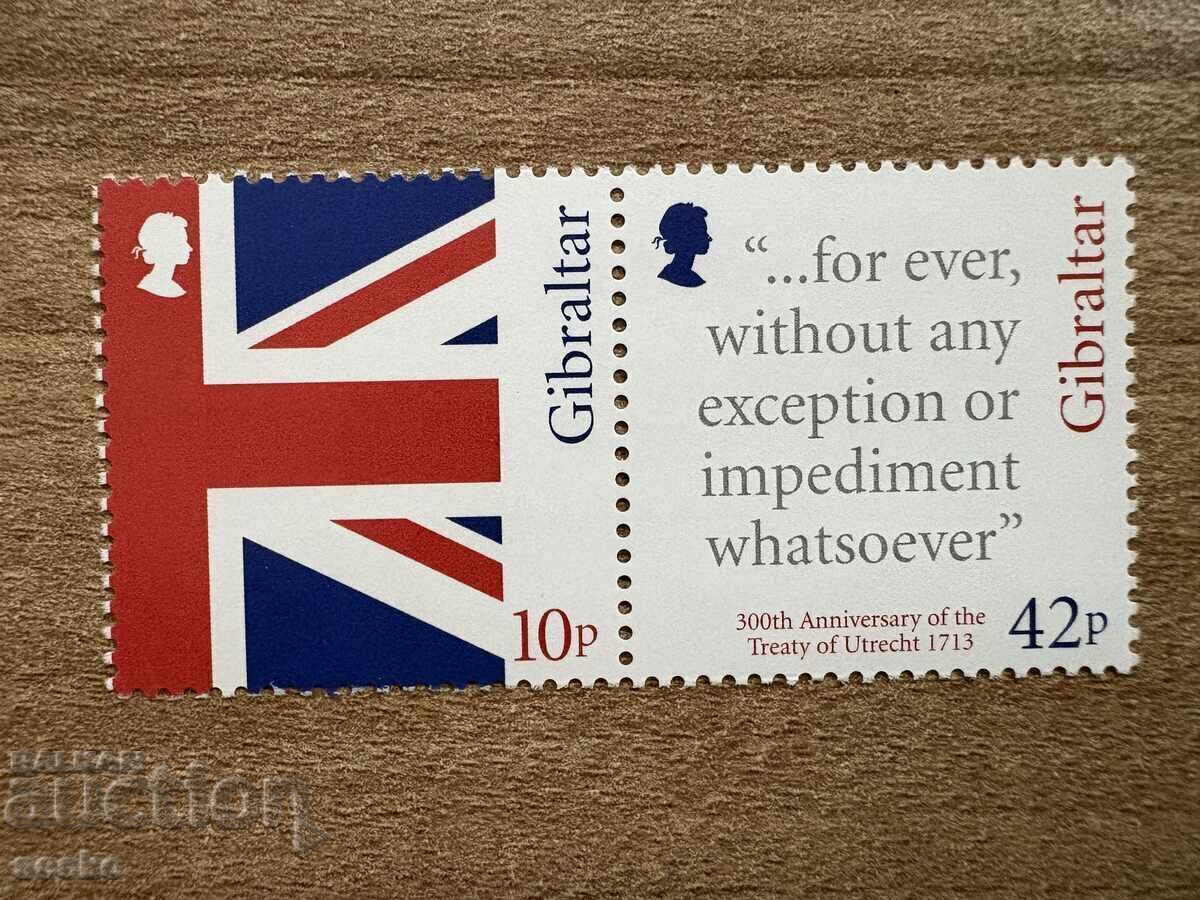 Gibraltar
10p
"...for ever,
without any
exception or
impediment
whatsoever"
Gibraltar
300th Anniversary of the
Treaty of Utrecht 1713
42p
BALKAN
auction